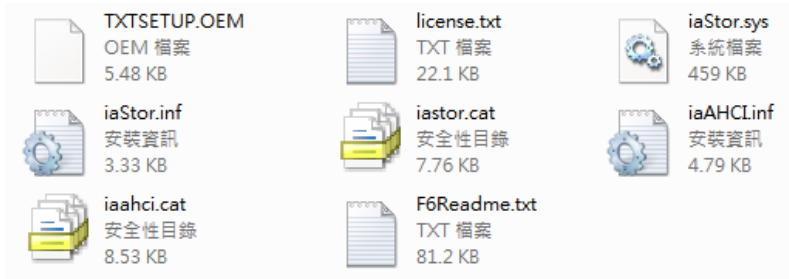 TXTSETUP.OEM
OEM 檔案
5.48 KB
license.txt
TXT 檔案
22.1 KB
iaStor.sys
系統檔案
459 KB
iaStor.inf
安裝資訊
3.33 KB
iastor.cat
安全性目錄
7.76 KB
iaAHCI.inf
安裝資訊
4.79 KB
iaahci.cat
安全性目錄
8.53 KB
F6Readme.txt
TXT 檔案
81.2 KB